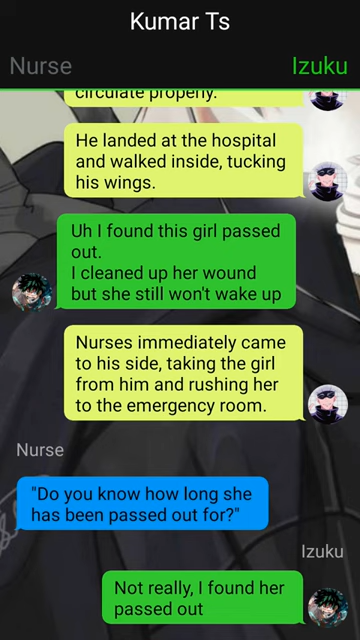 Kumar Ts
Nurse
Izuku
circulate properly.
He landed at the hospital
and walked inside, tucking
his wings.
Uh I found this girl passed
out.
I cleaned up her wound
but she still won't wake up
Nurses immediately came
to his side, taking the girl
from him and rushing her
to the emergency room.
Nurse
"Do you know how long she
has been passed out for?"
Izuku
Not really, I found her
passed out